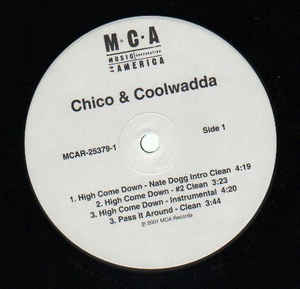 M·C·A
MUSIC CORPORATION
OF AMERICA
Chico & Coolwadda
MCAR-25379-1
Side 1
1. High Come Down - Nate Dogg Intro Clean 4:19
2. High Come Down - #2 Clean 3:23
3. High Come Down - Instrumental 4:20
3. Pass It Around - Clean 3:44
℗ 2001 MCA Records